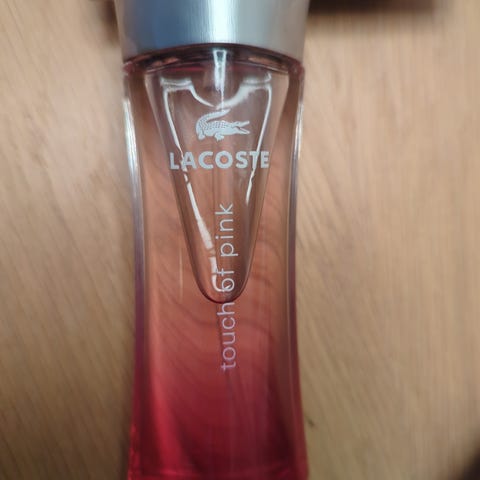 LACOSTE
touch of pink